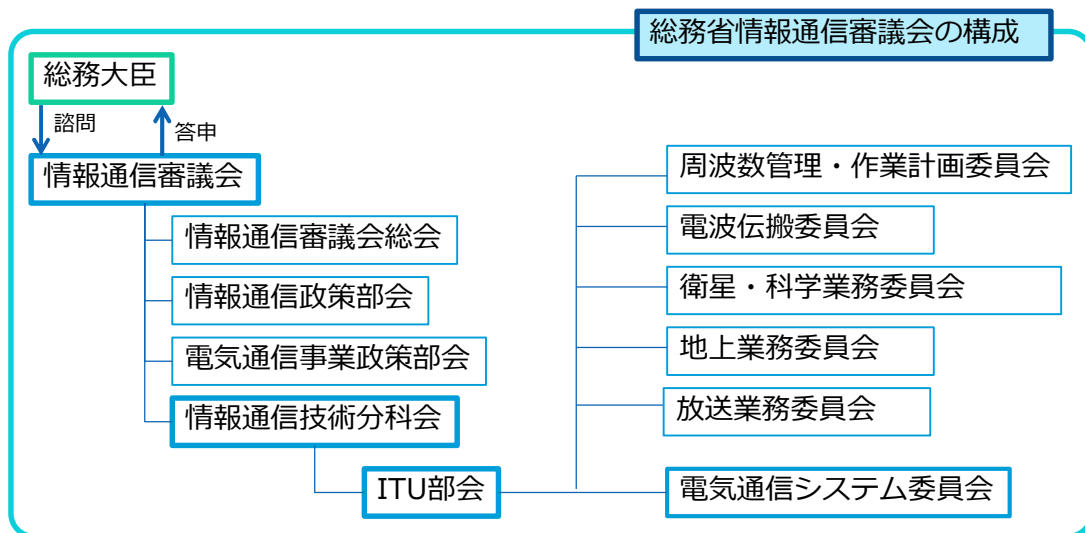 総務省情報通信審議会の構成
総務大臣
諮問
答申
情報通信審議会
情報通信審議会総会
情報通信政策部会
電気通信事業政策部会
情報通信技術分科会
ITU部会
周波数管理・作業計画委員会
電波伝搬委員会
衛星・科学業務委員会
地上業務委員会
放送業務委員会
電気通信システム委員会